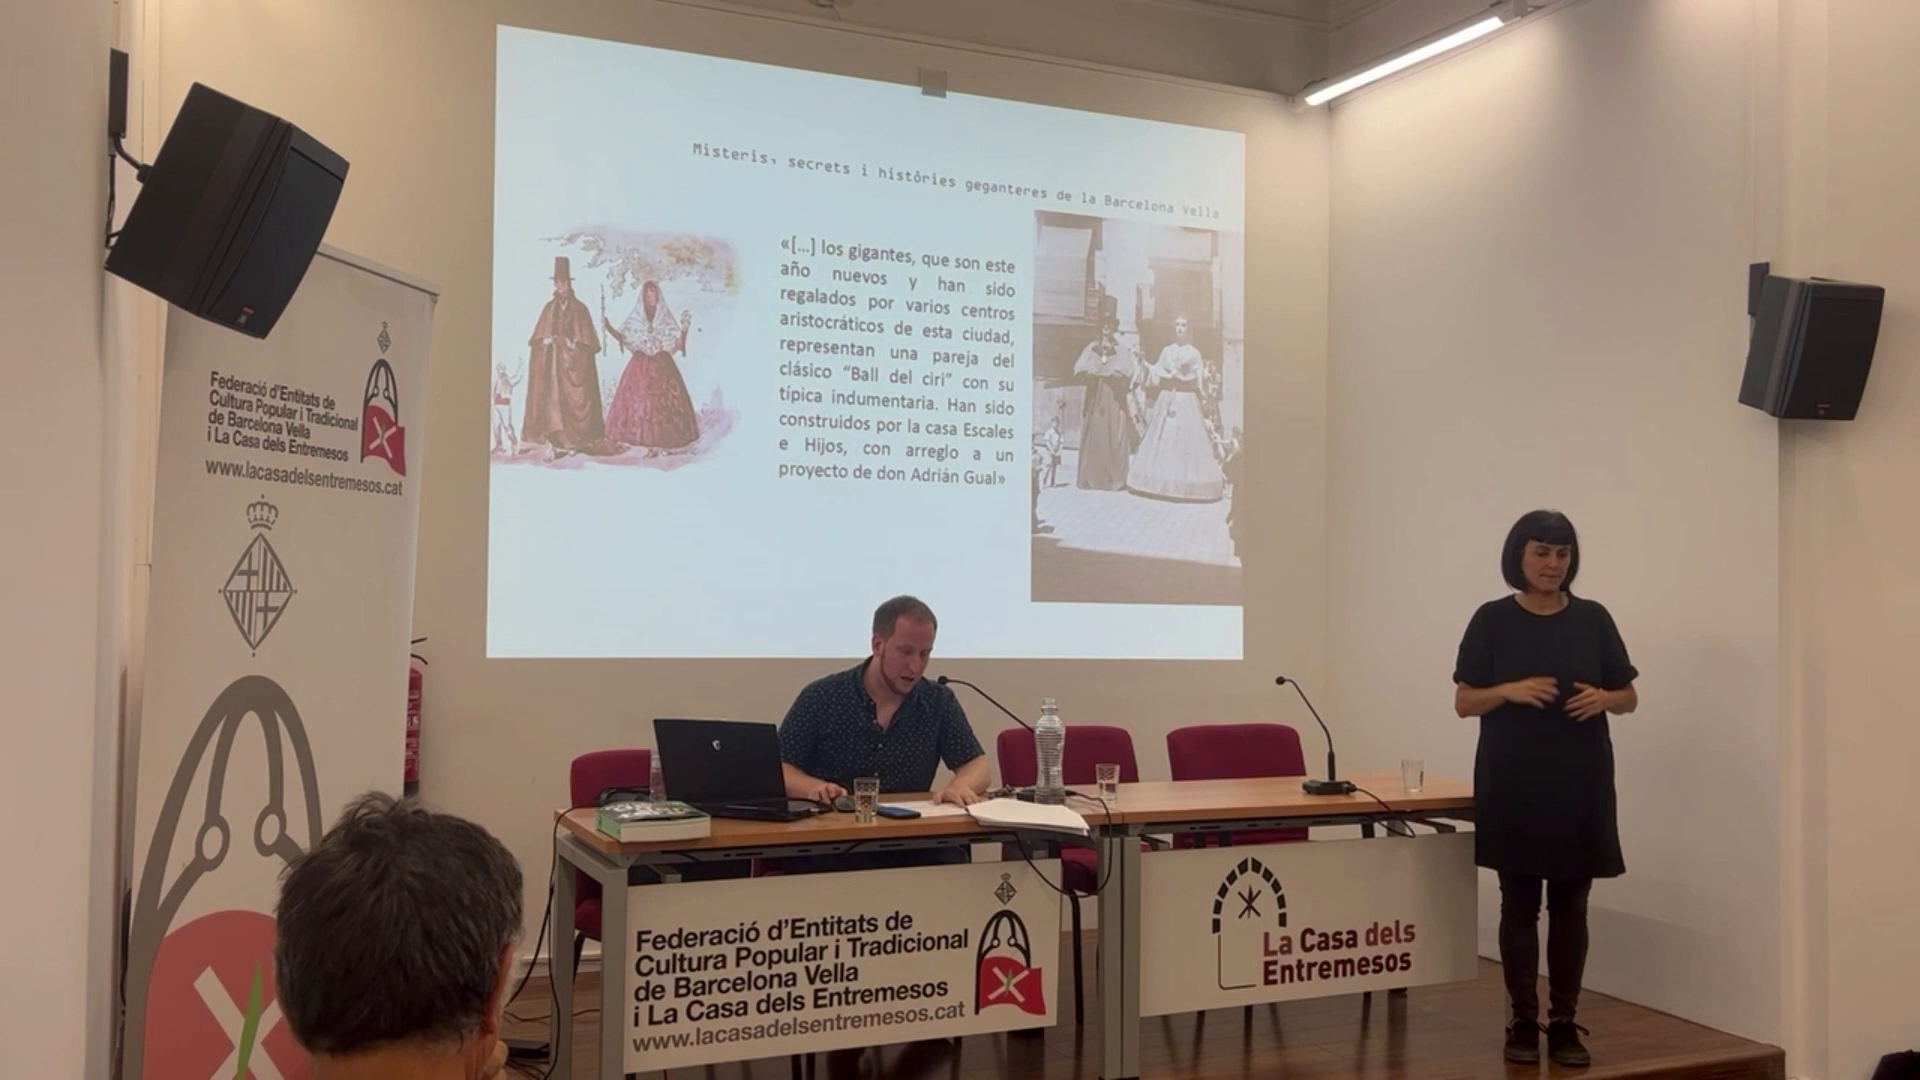 Misteris, secrets i històries geganteres de la Barcelona Vella
«[...] los gigantes, que son este
año nuevos y han sido
regalados por varios centros
aristocráticos de esta ciudad,
representan una pareja del
clásico "Ball del ciri" con su
típica indumentaria. Han sido
construidos por la casa Escales
e Hijos, con arreglo a un
proyecto de don Adrián Gual»
Federació d'Entitats de
Cultura Popular i Tradicional
de Barcelona Vella
i La Casa dels Entremesos
www.lacasadelsentremesos.cat
Federació d'Entitats de
Cultura Popular i Tradicional
de Barcelona Vella
i La Casa dels Entremesos
www.lacasadelsentremesos.cat
La Casa dels
Entremesos